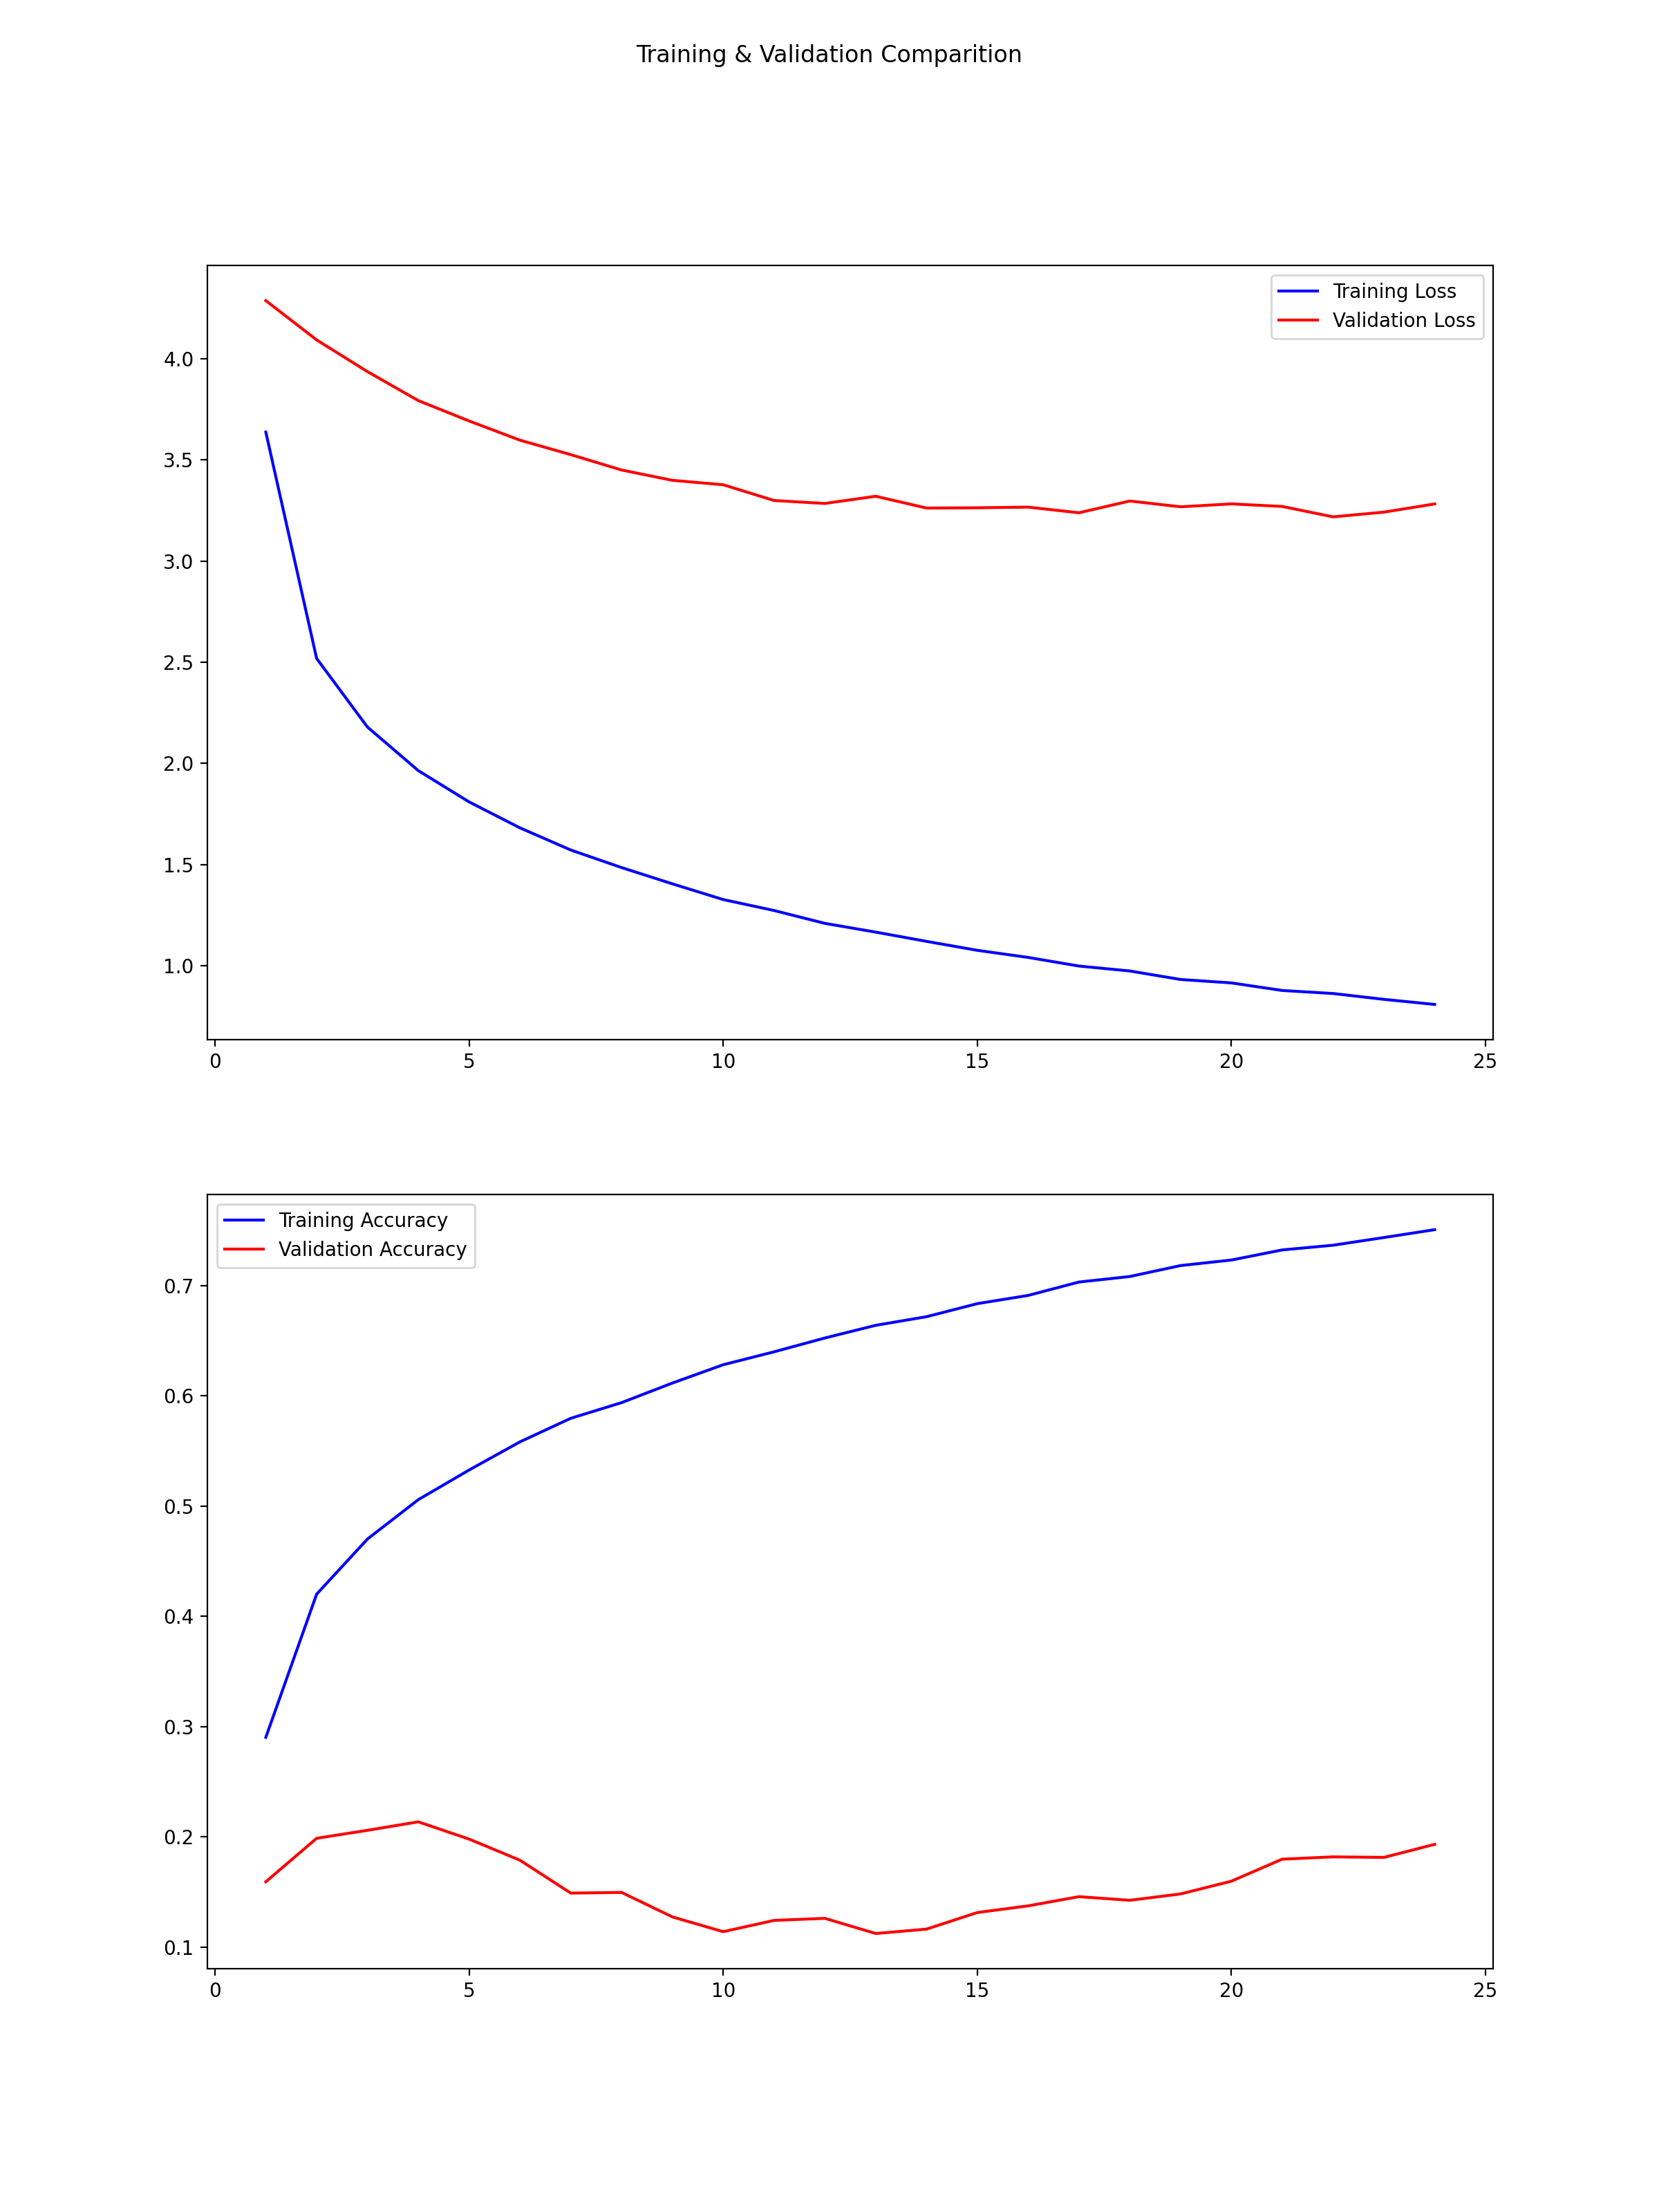 Training & Validation Comparition
Training Loss
Validation Loss
4.0
3.5
3.0
2.5
2.0
1.5
1.0
0 5 10 15 20 25
Training Accuracy
Validation Accuracy
0.7
0.6
0.5
0.4
0.3
0.2
0.1
0 5 10 15 20 25